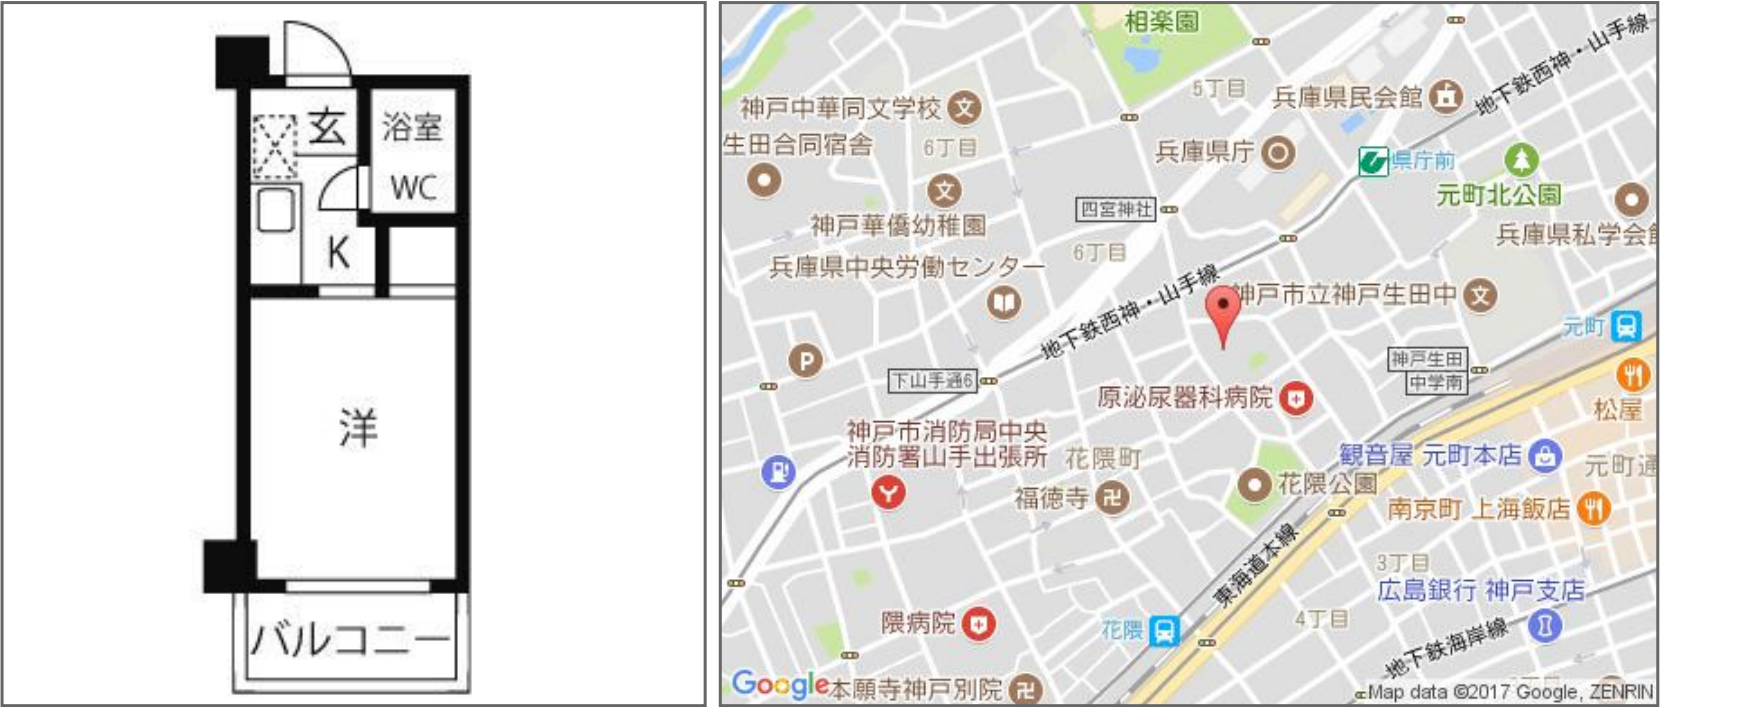 玄
浴室
WC
K
洋
バルコニー
相楽園
地下鉄西神・山手線
5丁目
兵庫県民会館
神戸中華同文学校
生田合同宿舎
6丁目
兵庫県庁
県庁前
元町北公園
四宮神社
神戸華僑幼稚園
6丁目
兵庫県私学会館
兵庫県中央労働センター
地下鉄西神・山手線
神戸市立神戸生田中
元町
P
下山手通6
神戸生田
中学南
原泌尿器科病院
松屋
神戸市消防局中央
消防署山手出張所
花隈町
観音屋 元町本店
元町通
花隈公園
福徳寺
南京町 上海飯店
東海道本線
3丁目
広島銀行 神戸支店
隈病院
花隈
4丁目
地下鉄海岸線
Google
本願寺神戸別院
Map data ©2017 Google, ZENRIN